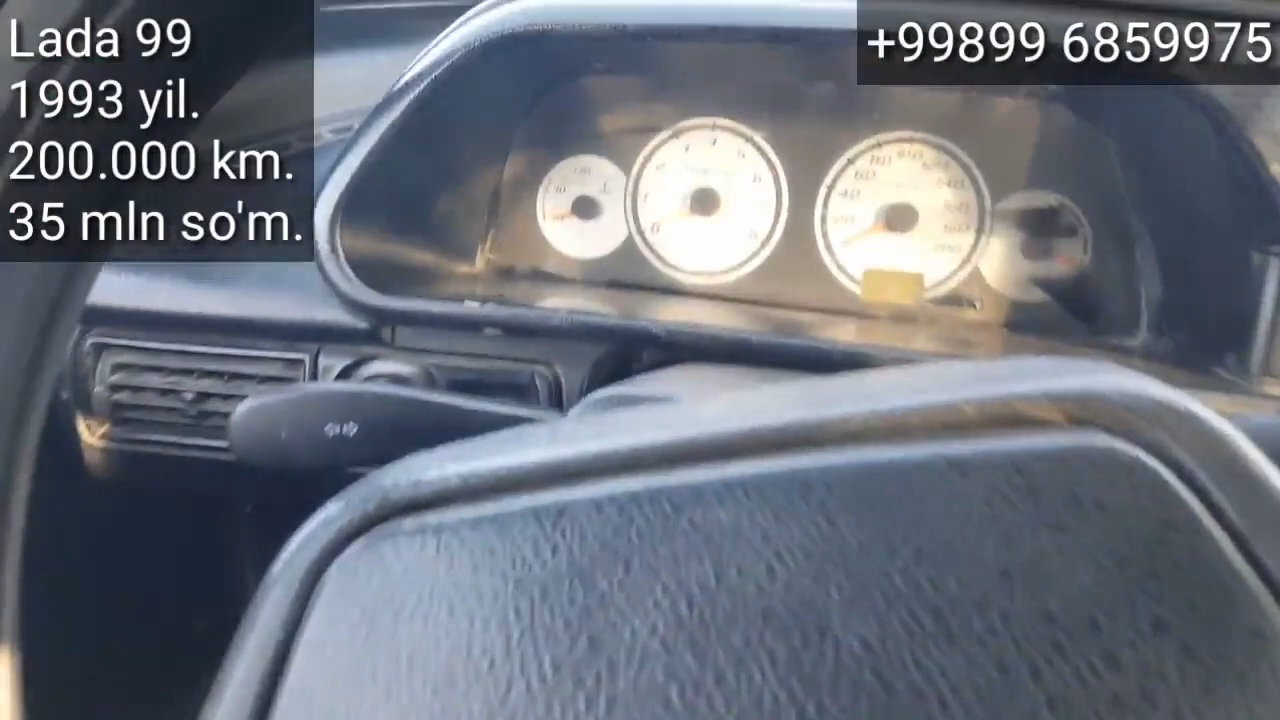 Lada 99
1993 yil.
200.000 km.
35 mln so'm.
+99899 6859975